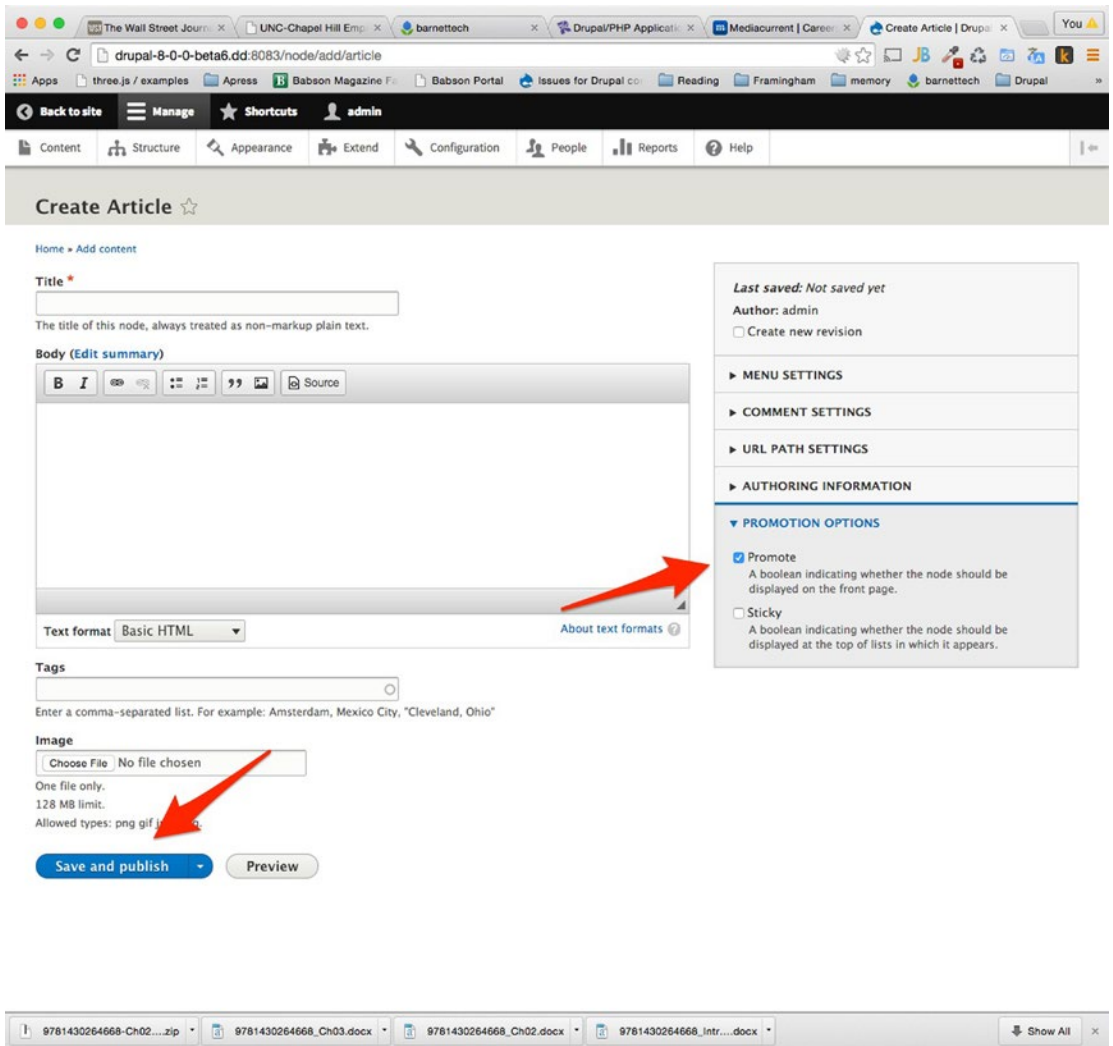 The Wall Street Journ
UNC-Chapel Hill Emp
barnettech
Drupal/PHP Applicatic
Mediacurrent | Career
Create Article | Drupal
You
drupal-8-0-0-beta6.dd:8083/node/add/article
JB
k
Apps
three.js / examples
Apress
Babson Magazine
Babson Portal
Issues for Drupal co
Reading
Framingham
memory
barnettech
Drupal
»
Back to site
Manage
Shortcuts
admin
Content
Structure
Appearance
Extend
Configuration
People
Reports
Help
Create Article
Home » Add content
Title *
The title of this node, always treated as non-markup plain text.
Body (Edit summary)
B I
Source
Text format Basic HTML
About text formats ?
Tags
Enter a comma-separated list. For example: Amsterdam, Mexico City, "Cleveland, Ohio"
Image
Choose File No file chosen
One file only.
128 MB limit.
Allowed types: png gif
Save and publish
Preview
Last saved: Not saved yet
Author: admin
Create new revision
MENU SETTINGS
COMMENT SETTINGS
URL PATH SETTINGS
AUTHORING INFORMATION
PROMOTION OPTIONS
Promote
A boolean indicating whether the node should be
displayed on the front page.
Sticky
A boolean indicating whether the node should be
displayed at the top of lists in which it appears.
9781430264668-Ch02....zip
9781430264668_Ch03.docx
9781430264668_Ch02.docx
9781430264668_Intr....docx
Show All